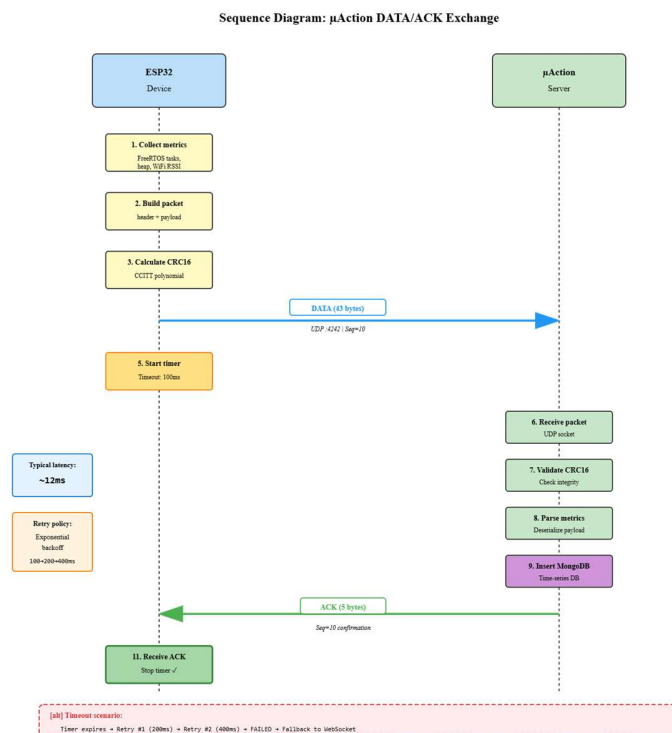 Sequence Diagram: μAction DATA/ACK Exchange
ESP32
Device
μAction
Server
1. Collect metrics
FreeRTOS tasks,
heap, WiFi RSSI
2. Build packet
header + payload
3. Calculate CRC16
CCITT polynomial
DATA (43 bytes)
UDP :4242 | Seq=10
5. Start timer
Timeout: 100ms
6. Receive packet
UDP socket
Typical latency:
~12ms
7. Validate CRC16
Check integrity
Retry policy:
Exponential
backoff
100→200→400ms
8. Parse metrics
Deserialize payload
9. Insert MongoDB
Time-series DB
ACK (5 bytes)
Seq=10 confirmation
11. Receive ACK
Stop timer ✓
[alt] Timeout scenario:
Timer expires → Retry #1 (200ms) → Retry #2 (400ms) → FAILED → Fallback to WebSocket